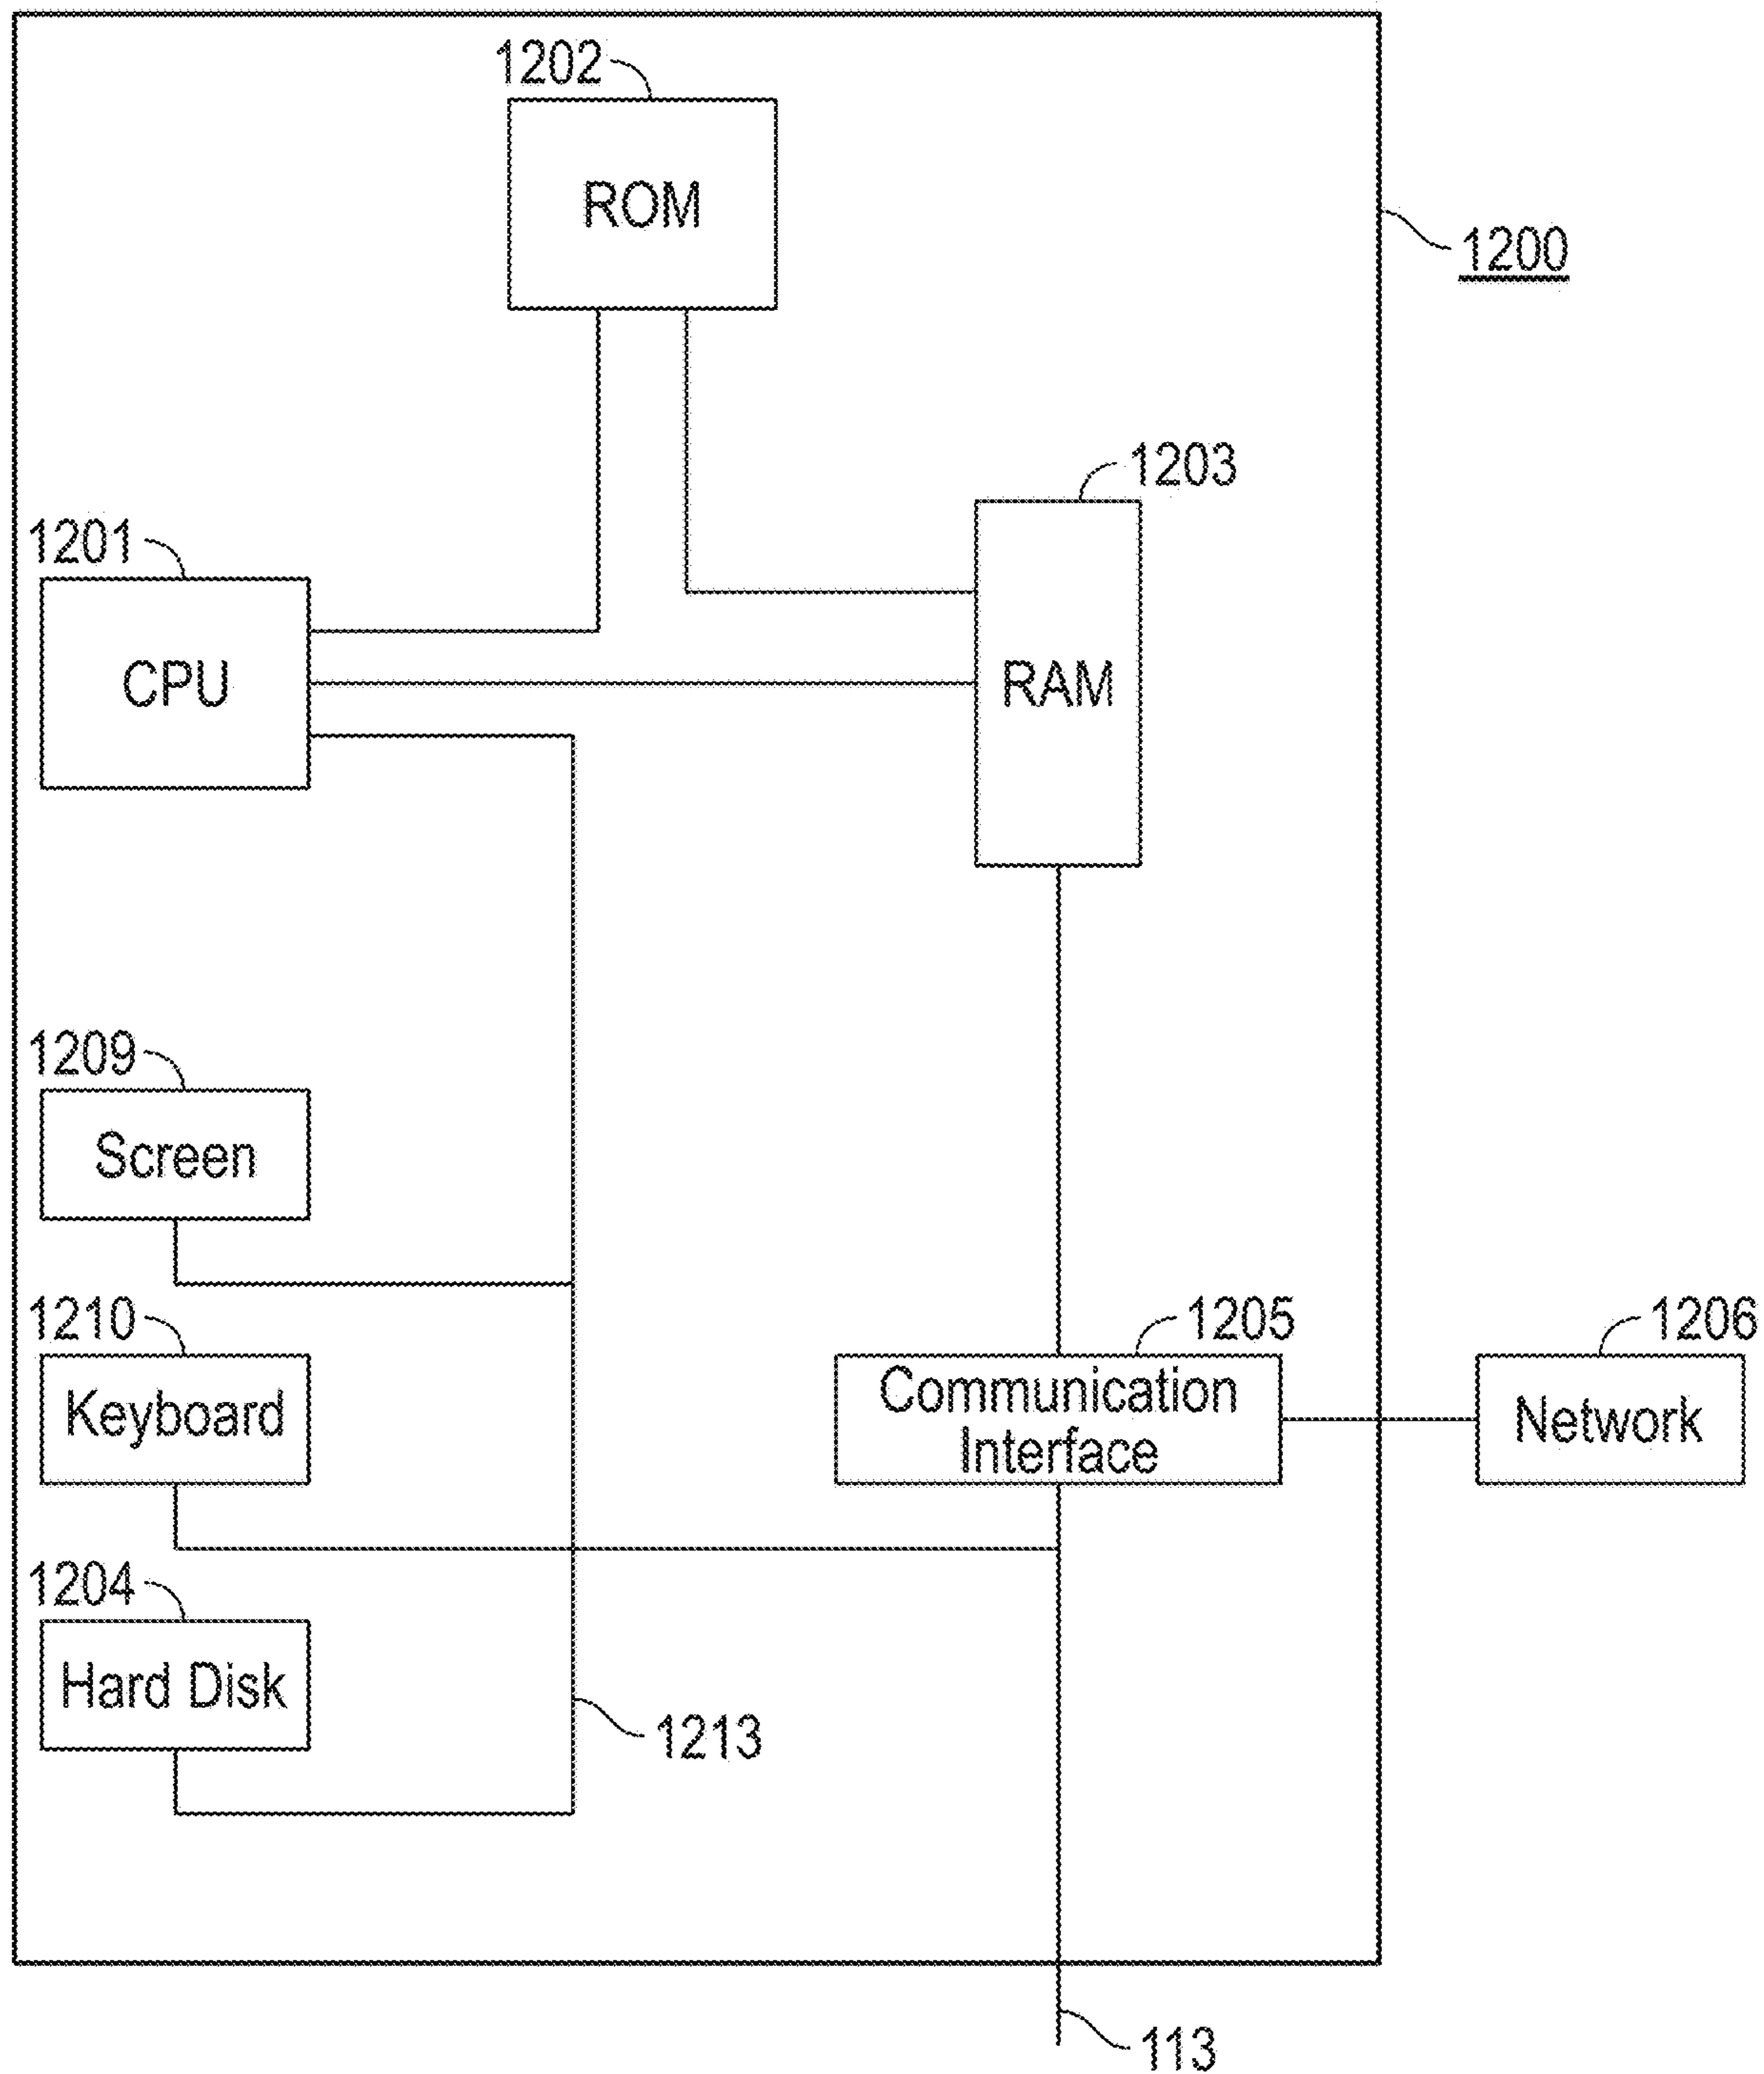 1202
ROM
1200
1203
RAM
1201
CPU
1209
Screen
1210
Keyboard
1205
Communication
Interface
1206
Network
1204
Hard Disk
1213
113